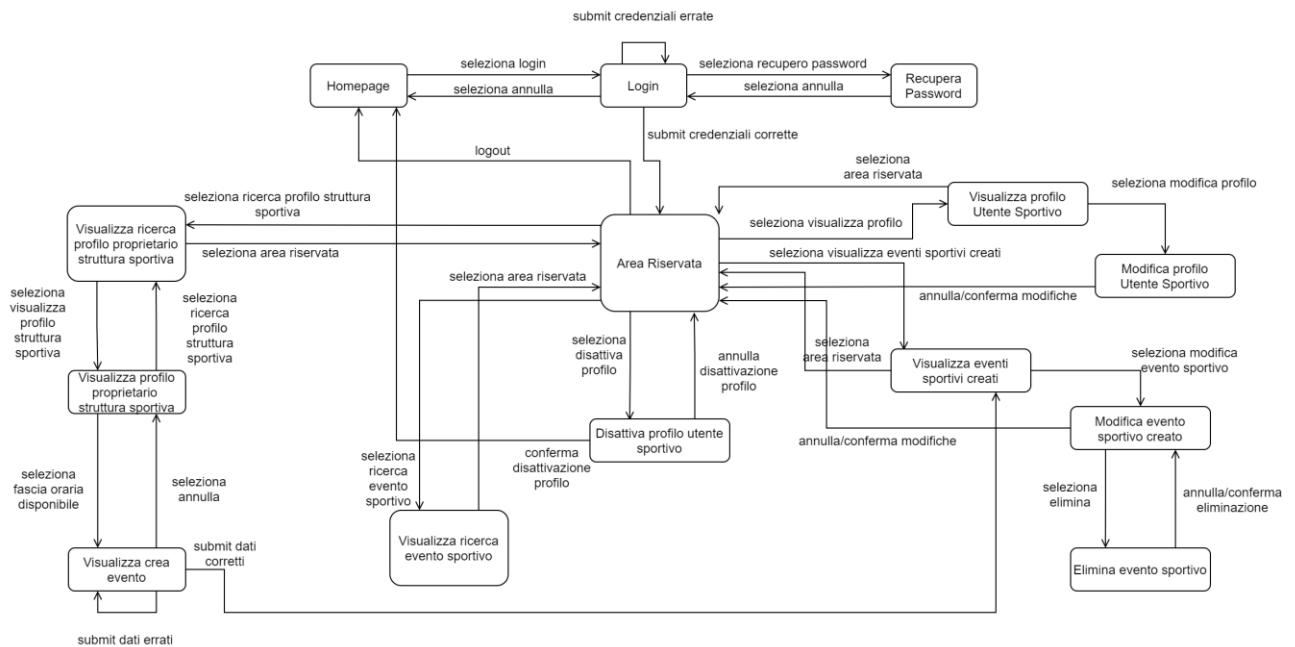 submit credenziali errate
seleziona login
seleziona recupero password
Homepage
Login
Recupera
Password
seleziona annulla
seleziona annulla
submit credenziali corrette
logout
seleziona
area riservata
seleziona modifica profilo
seleziona ricerca profilo struttura
sportiva
Visualizza profilo
Utente Sportivo
Visualizza ricerca
profilo proprietario
struttura sportiva
seleziona visualizza profilo
seleziona area riservata
seleziona visualizza eventi sportivi creati
Area Riservata
seleziona area riservata
Modifica profilo
Utente Sportivo
annulla/conferma modifiche
seleziona
visualizza
profilo
struttura
sportiva
seleziona
ricerca
profilo
struttura
sportiva
seleziona
disattiva
profilo
annulla
disattivazione
profilo
seleziona
area riservata
Visualizza eventi
sportivi creati
seleziona modifica
evento sportivo
Visualizza profilo
proprietario
struttura sportiva
Disattiva profilo utente
sportivo
Modifica evento
sportivo creato
annulla/conferma modifiche
seleziona
ricerca
evento
sportivo
conferma
disattivazione
profilo
seleziona
fascia oraria
disponibile
seleziona
annulla
seleziona
elimina
annulla/conferma
eliminazione
Visualizza ricerca
evento sportivo
submit dati
corretti
Visualizza crea
evento
Elimina evento sportivo
submit dati errati